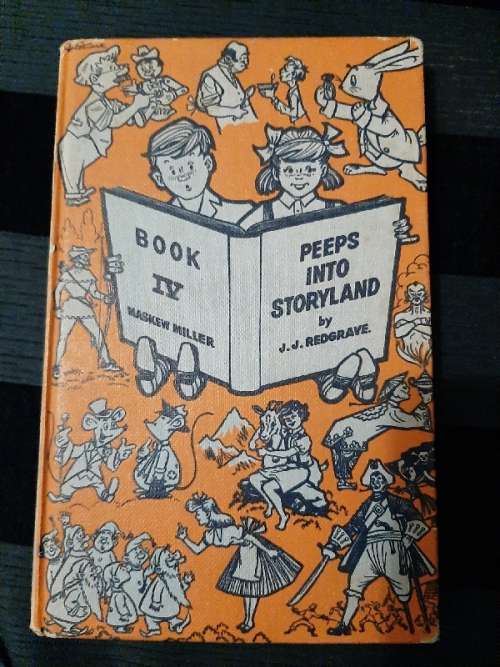 BOOK
IV
MASKEW MILLER
PEEPS
INTO
STORYLAND
by
J.J. REDGRAVE.